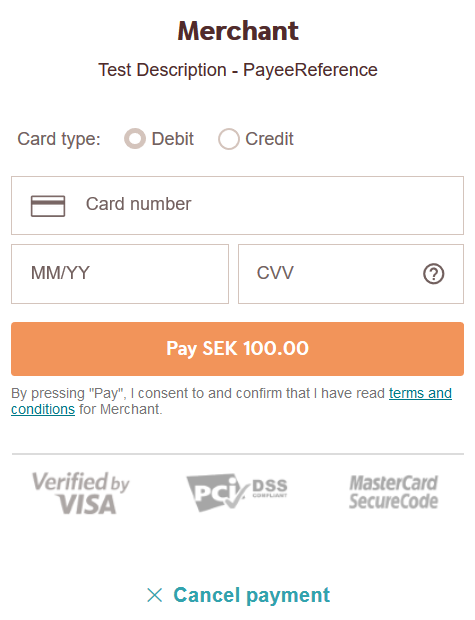 Merchant
Test Description - PayeeReference
Card type: Debit Credit
Card number
MM/YY CVV ?
Pay SEK 100.00
By pressing "Pay", I consent to and confirm that I have read terms and
conditions for Merchant.
Verified by
VISA
PCI DSS
COMPLIANT
MasterCard
SecureCode
Cancel payment